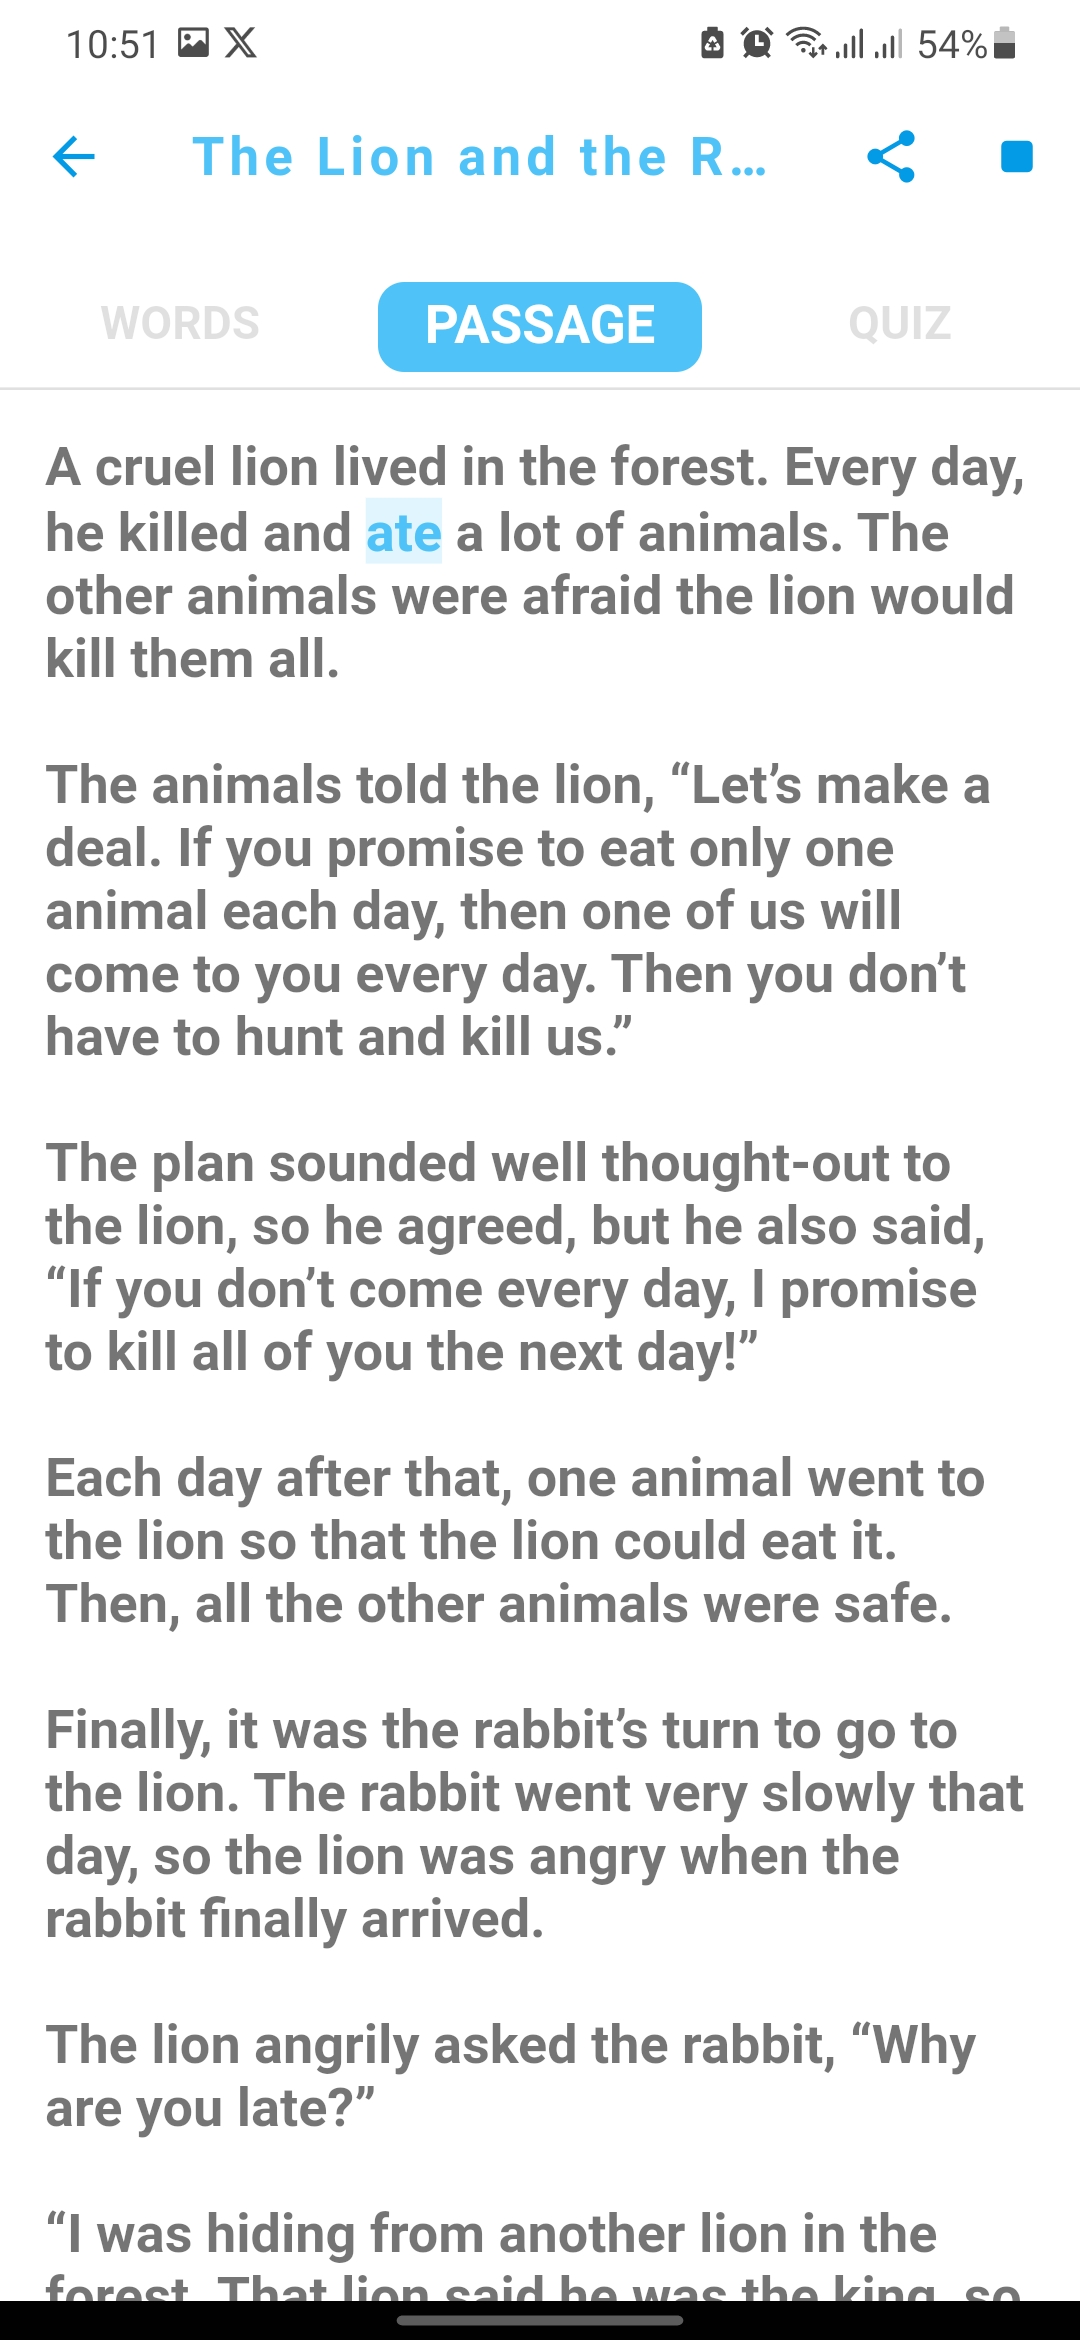 10:51 54%
The Lion and the R...
WORDS PASSAGE QUIZ
A cruel lion lived in the forest. Every day,
he killed and ate a lot of animals. The
other animals were afraid the lion would
kill them all.
The animals told the lion, “Let’s make a
deal. If you promise to eat only one
animal each day, then one of us will
come to you every day. Then you don’t
have to hunt and kill us.”
The plan sounded well thought-out to
the lion, so he agreed, but he also said,
“If you don’t come every day, I promise
to kill all of you the next day!”
Each day after that, one animal went to
the lion so that the lion could eat it.
Then, all the other animals were safe.
Finally, it was the rabbit’s turn to go to
the lion. The rabbit went very slowly that
day, so the lion was angry when the
rabbit finally arrived.
The lion angrily asked the rabbit, “Why
are you late?”
“I was hiding from another lion in the
forest. That lion said he was the king, so